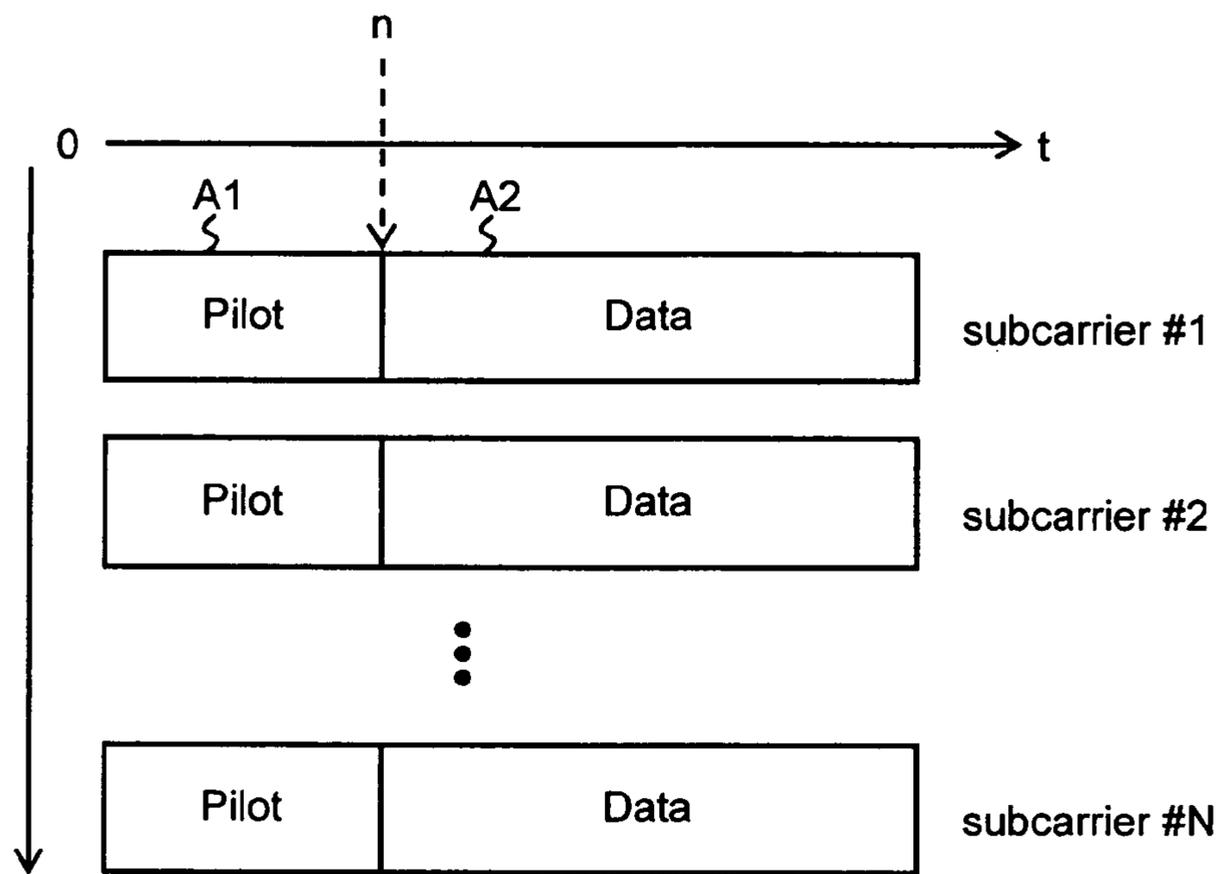 n
0
t
A1
A2
Pilot
Data
subcarrier #1
Pilot
Data
subcarrier #2
Pilot
Data
subcarrier #N